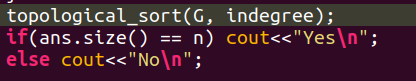 topological_sort(G, indegree);
if(ans.size() == n) cout<<"Yes\n";
else cout<<"No\n";